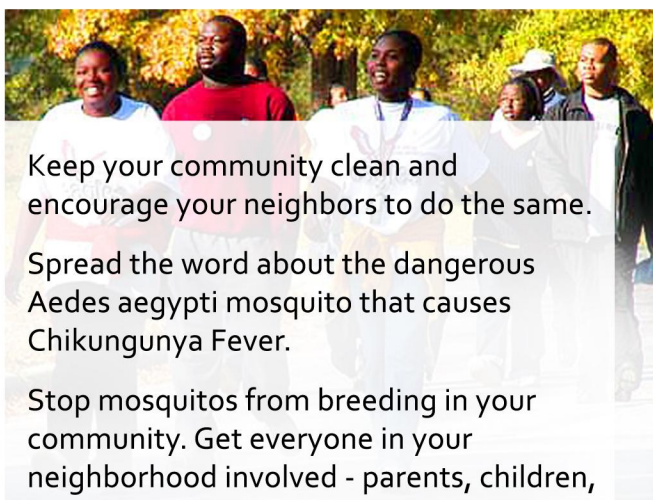 Keep your community clean and
encourage your neighbors to do the same.
Spread the word about the dangerous
Aedes aegypti mosquito that causes
Chikungunya Fever.
Stop mosquitos from breeding in your
community. Get everyone in your
neighborhood involved - parents, children,